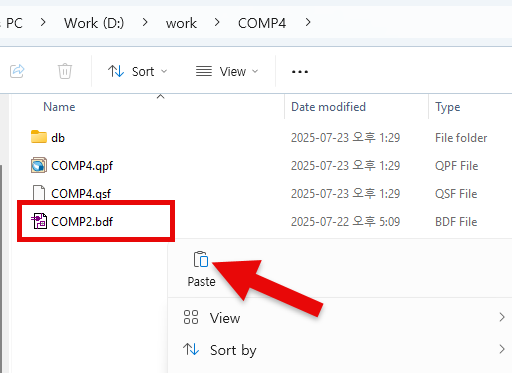 PC > Work (D:) > work > COMP4 >
Sort View ...
Name Date modified Type
db 2025-07-23 오후 1:29 File folder
COMP4.qpf 2025-07-23 오후 1:29 QPF File
COMP4.qsf 2025-07-23 오후 1:29 QSF File
COMP2.bdf 2025-07-22 오후 5:09 BDF File
Paste
View >
Sort by >